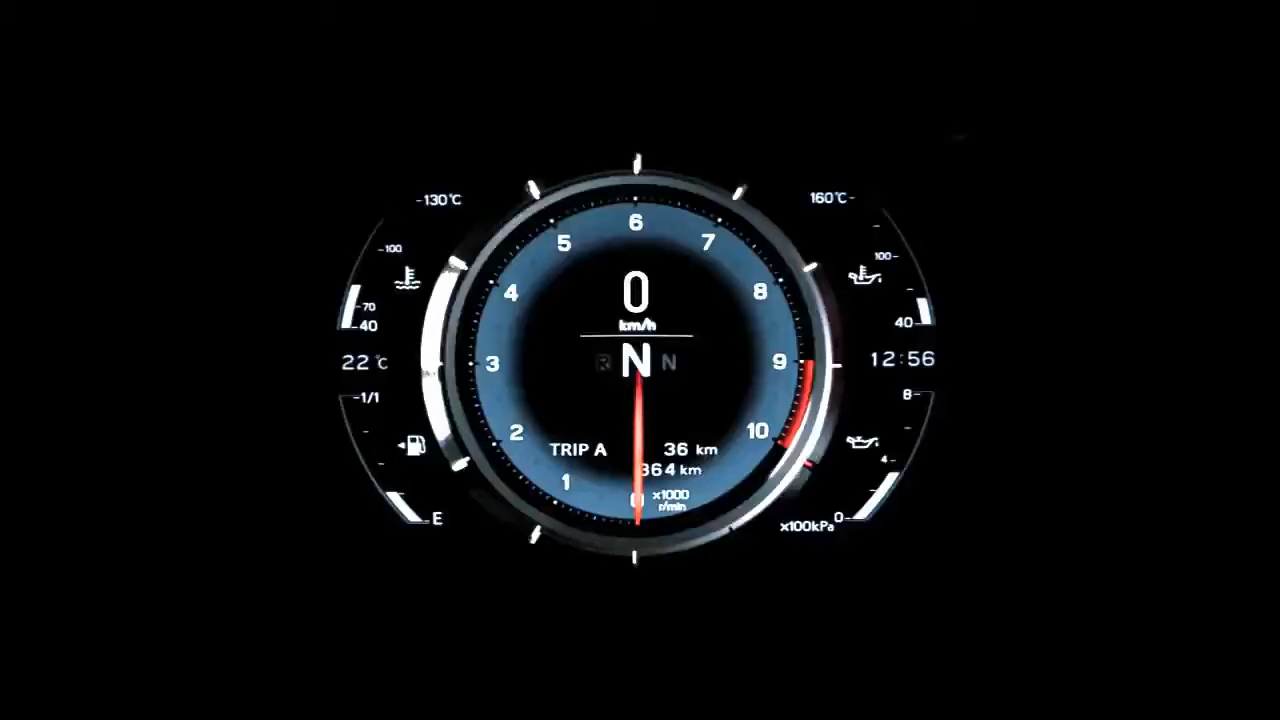 -130°C
-100
-70
-40
22°C
-1/1
E
6
5
7
4
8
3
9
2
10
1
0
km/h
R N N
TRIP A 36 km
364 km
0 x1000
r/min
160°C-
100-
40-
12:56
8-
4-
0-
x100kPa